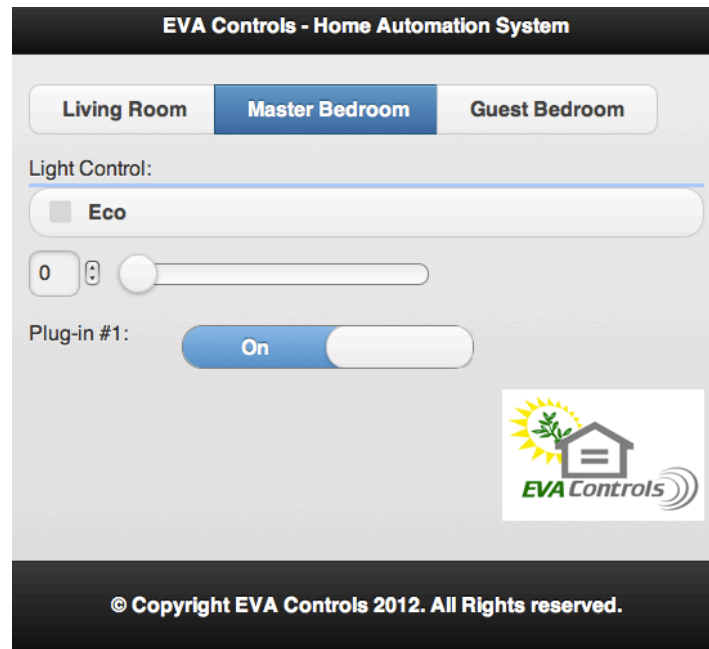 EVA Controls - Home Automation System
Living Room Master Bedroom Guest Bedroom
Light Control:
Eco
0
Plug-in #1: On
EVA Controls
© Copyright EVA Controls 2012. All Rights reserved.